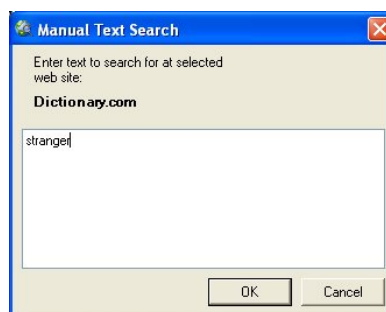 Manual Text Search
Enter text to search for at selected
web site:
Dictionary.com
stranger
OK Cancel